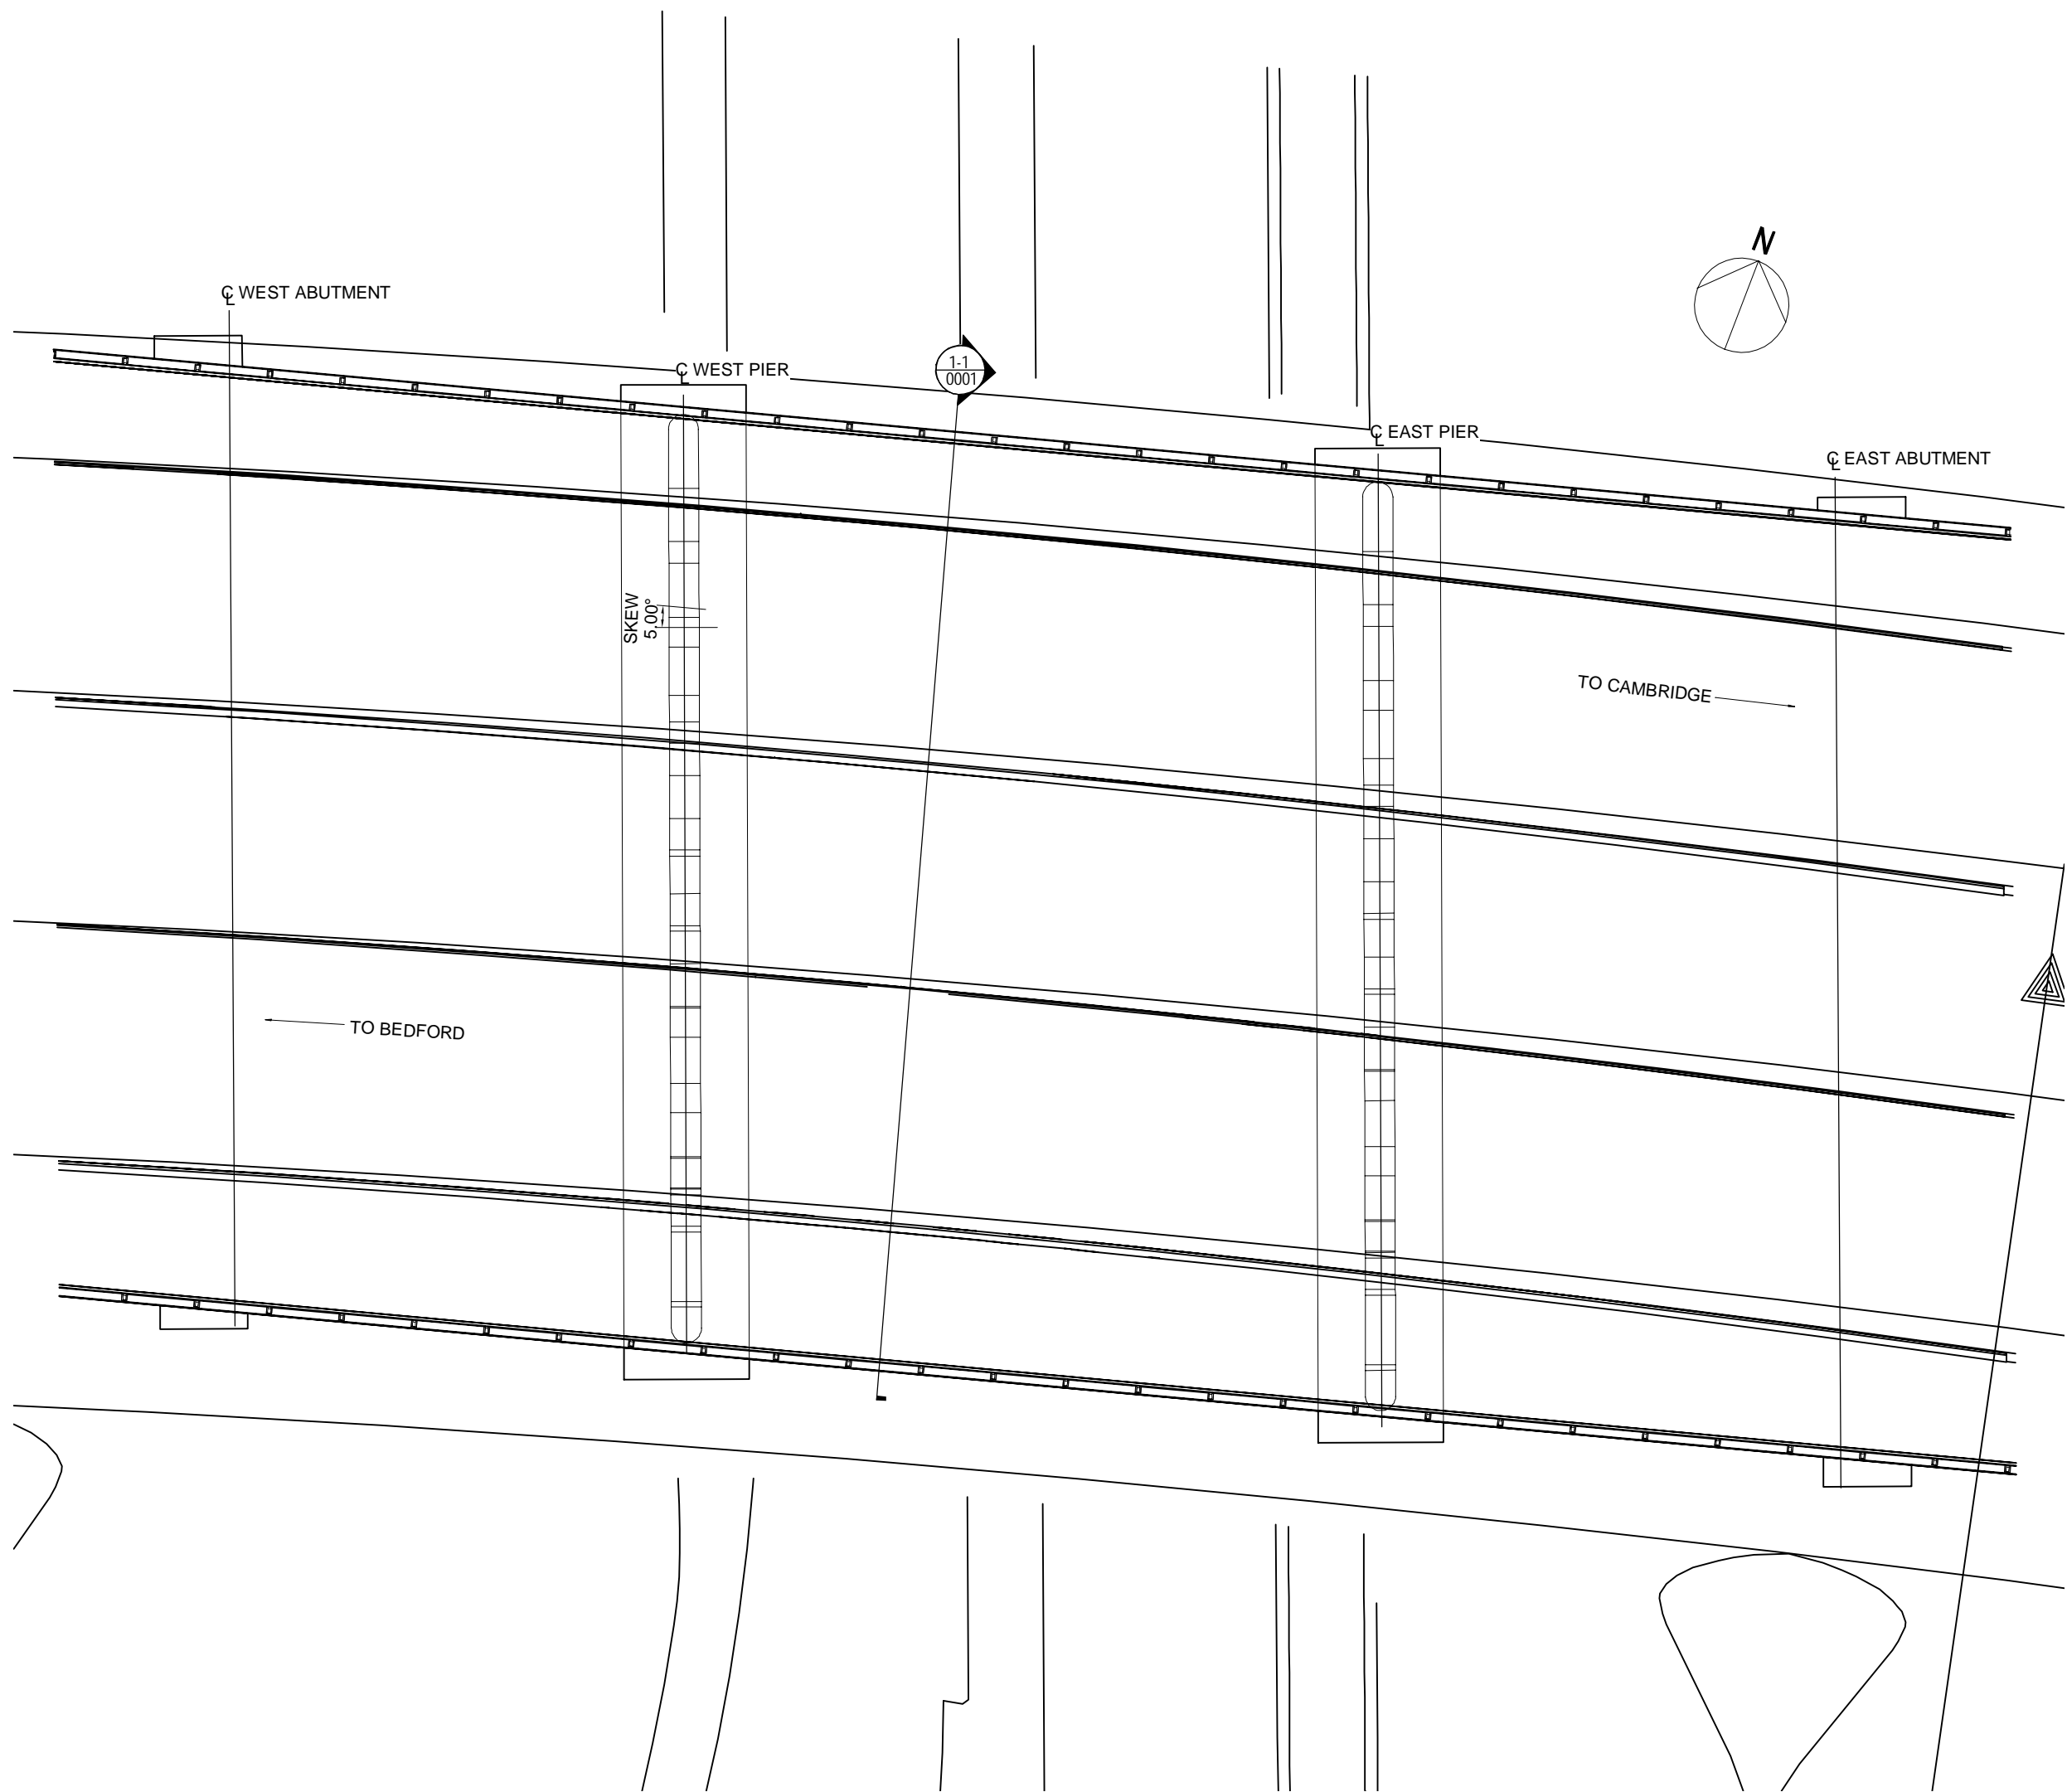 N
℄ WEST ABUTMENT
℄ WEST PIER
1-1
0001
℄ EAST PIER
℄ EAST ABUTMENT
SKEW
5.00°
TO CAMBRIDGE
TO BEDFORD